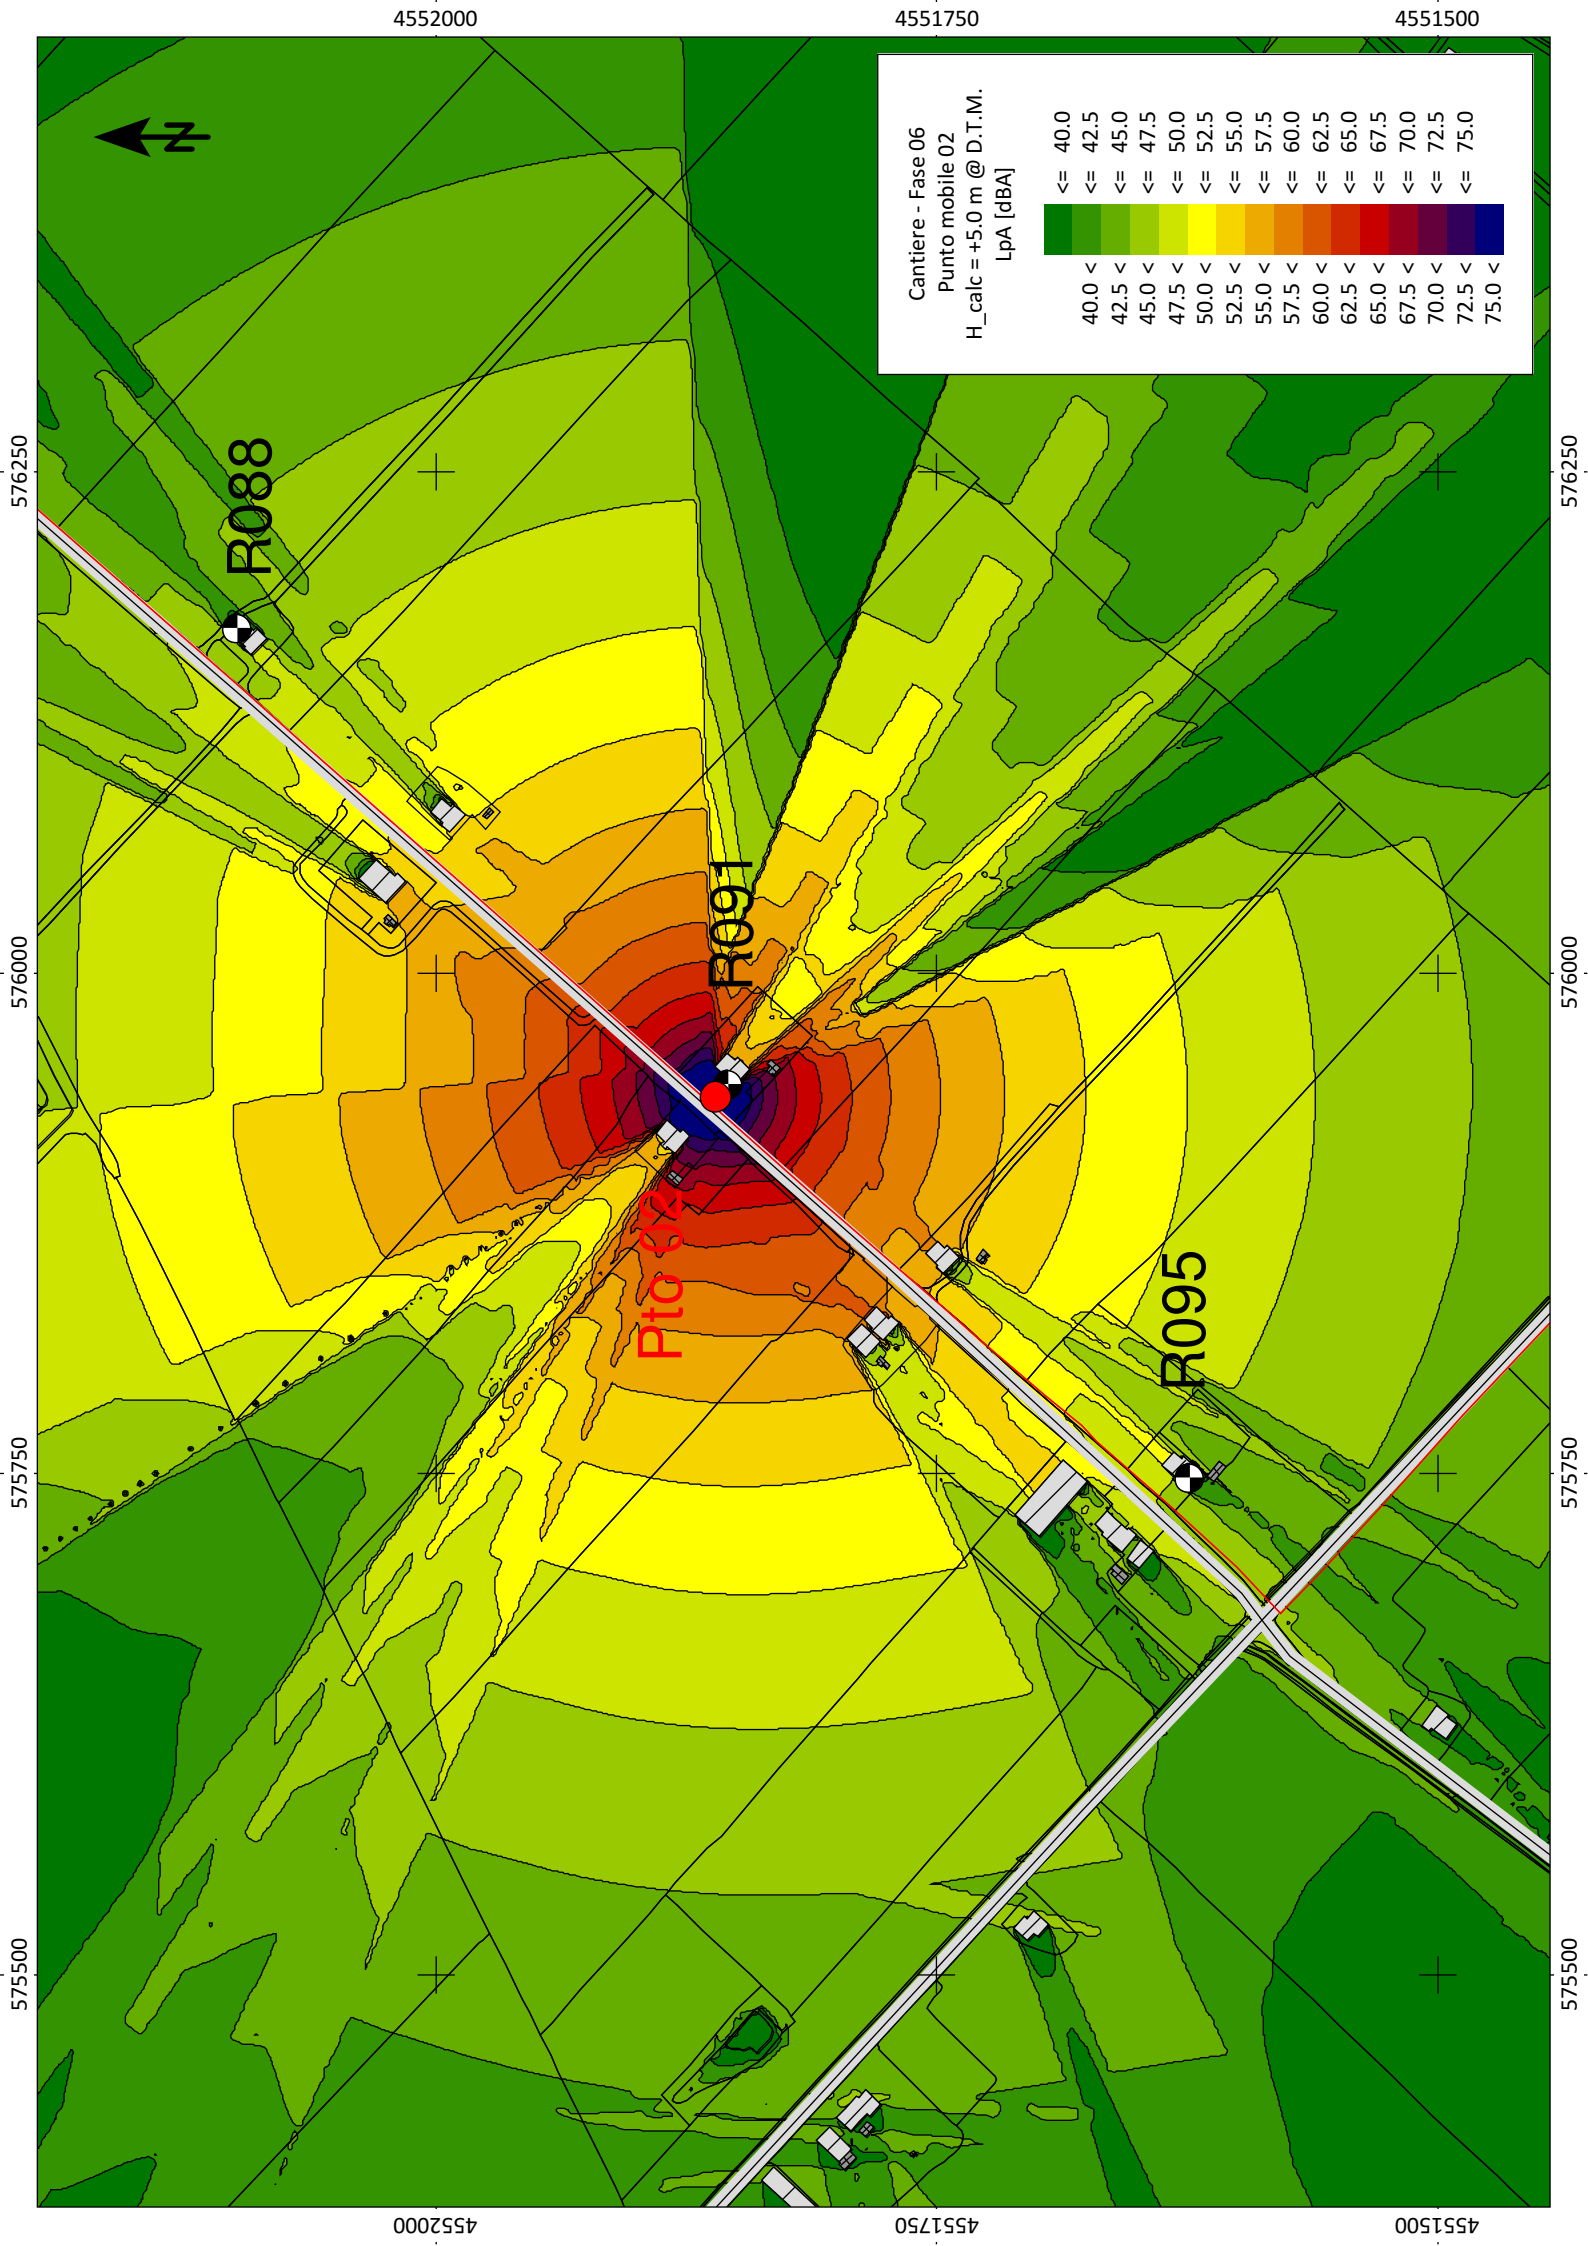 4552000
4551750
4551500
N
576250
576000
575750
575500
R088
R091
Pto 02
R095
Cantiere - Fase 06
Punto mobile 02
H_calc = +5.0 m @ D.T.M.
LpA [dBA]
<= 40.0
40.0 < <= 42.5
42.5 < <= 45.0
45.0 < <= 47.5
47.5 < <= 50.0
50.0 < <= 52.5
52.5 < <= 55.0
55.0 < <= 57.5
57.5 < <= 60.0
60.0 < <= 62.5
62.5 < <= 65.0
65.0 < <= 67.5
67.5 < <= 70.0
70.0 < <= 72.5
72.5 < <= 75.0
75.0 <
576250
576000
575750
575500
4552000
4551750
4551500